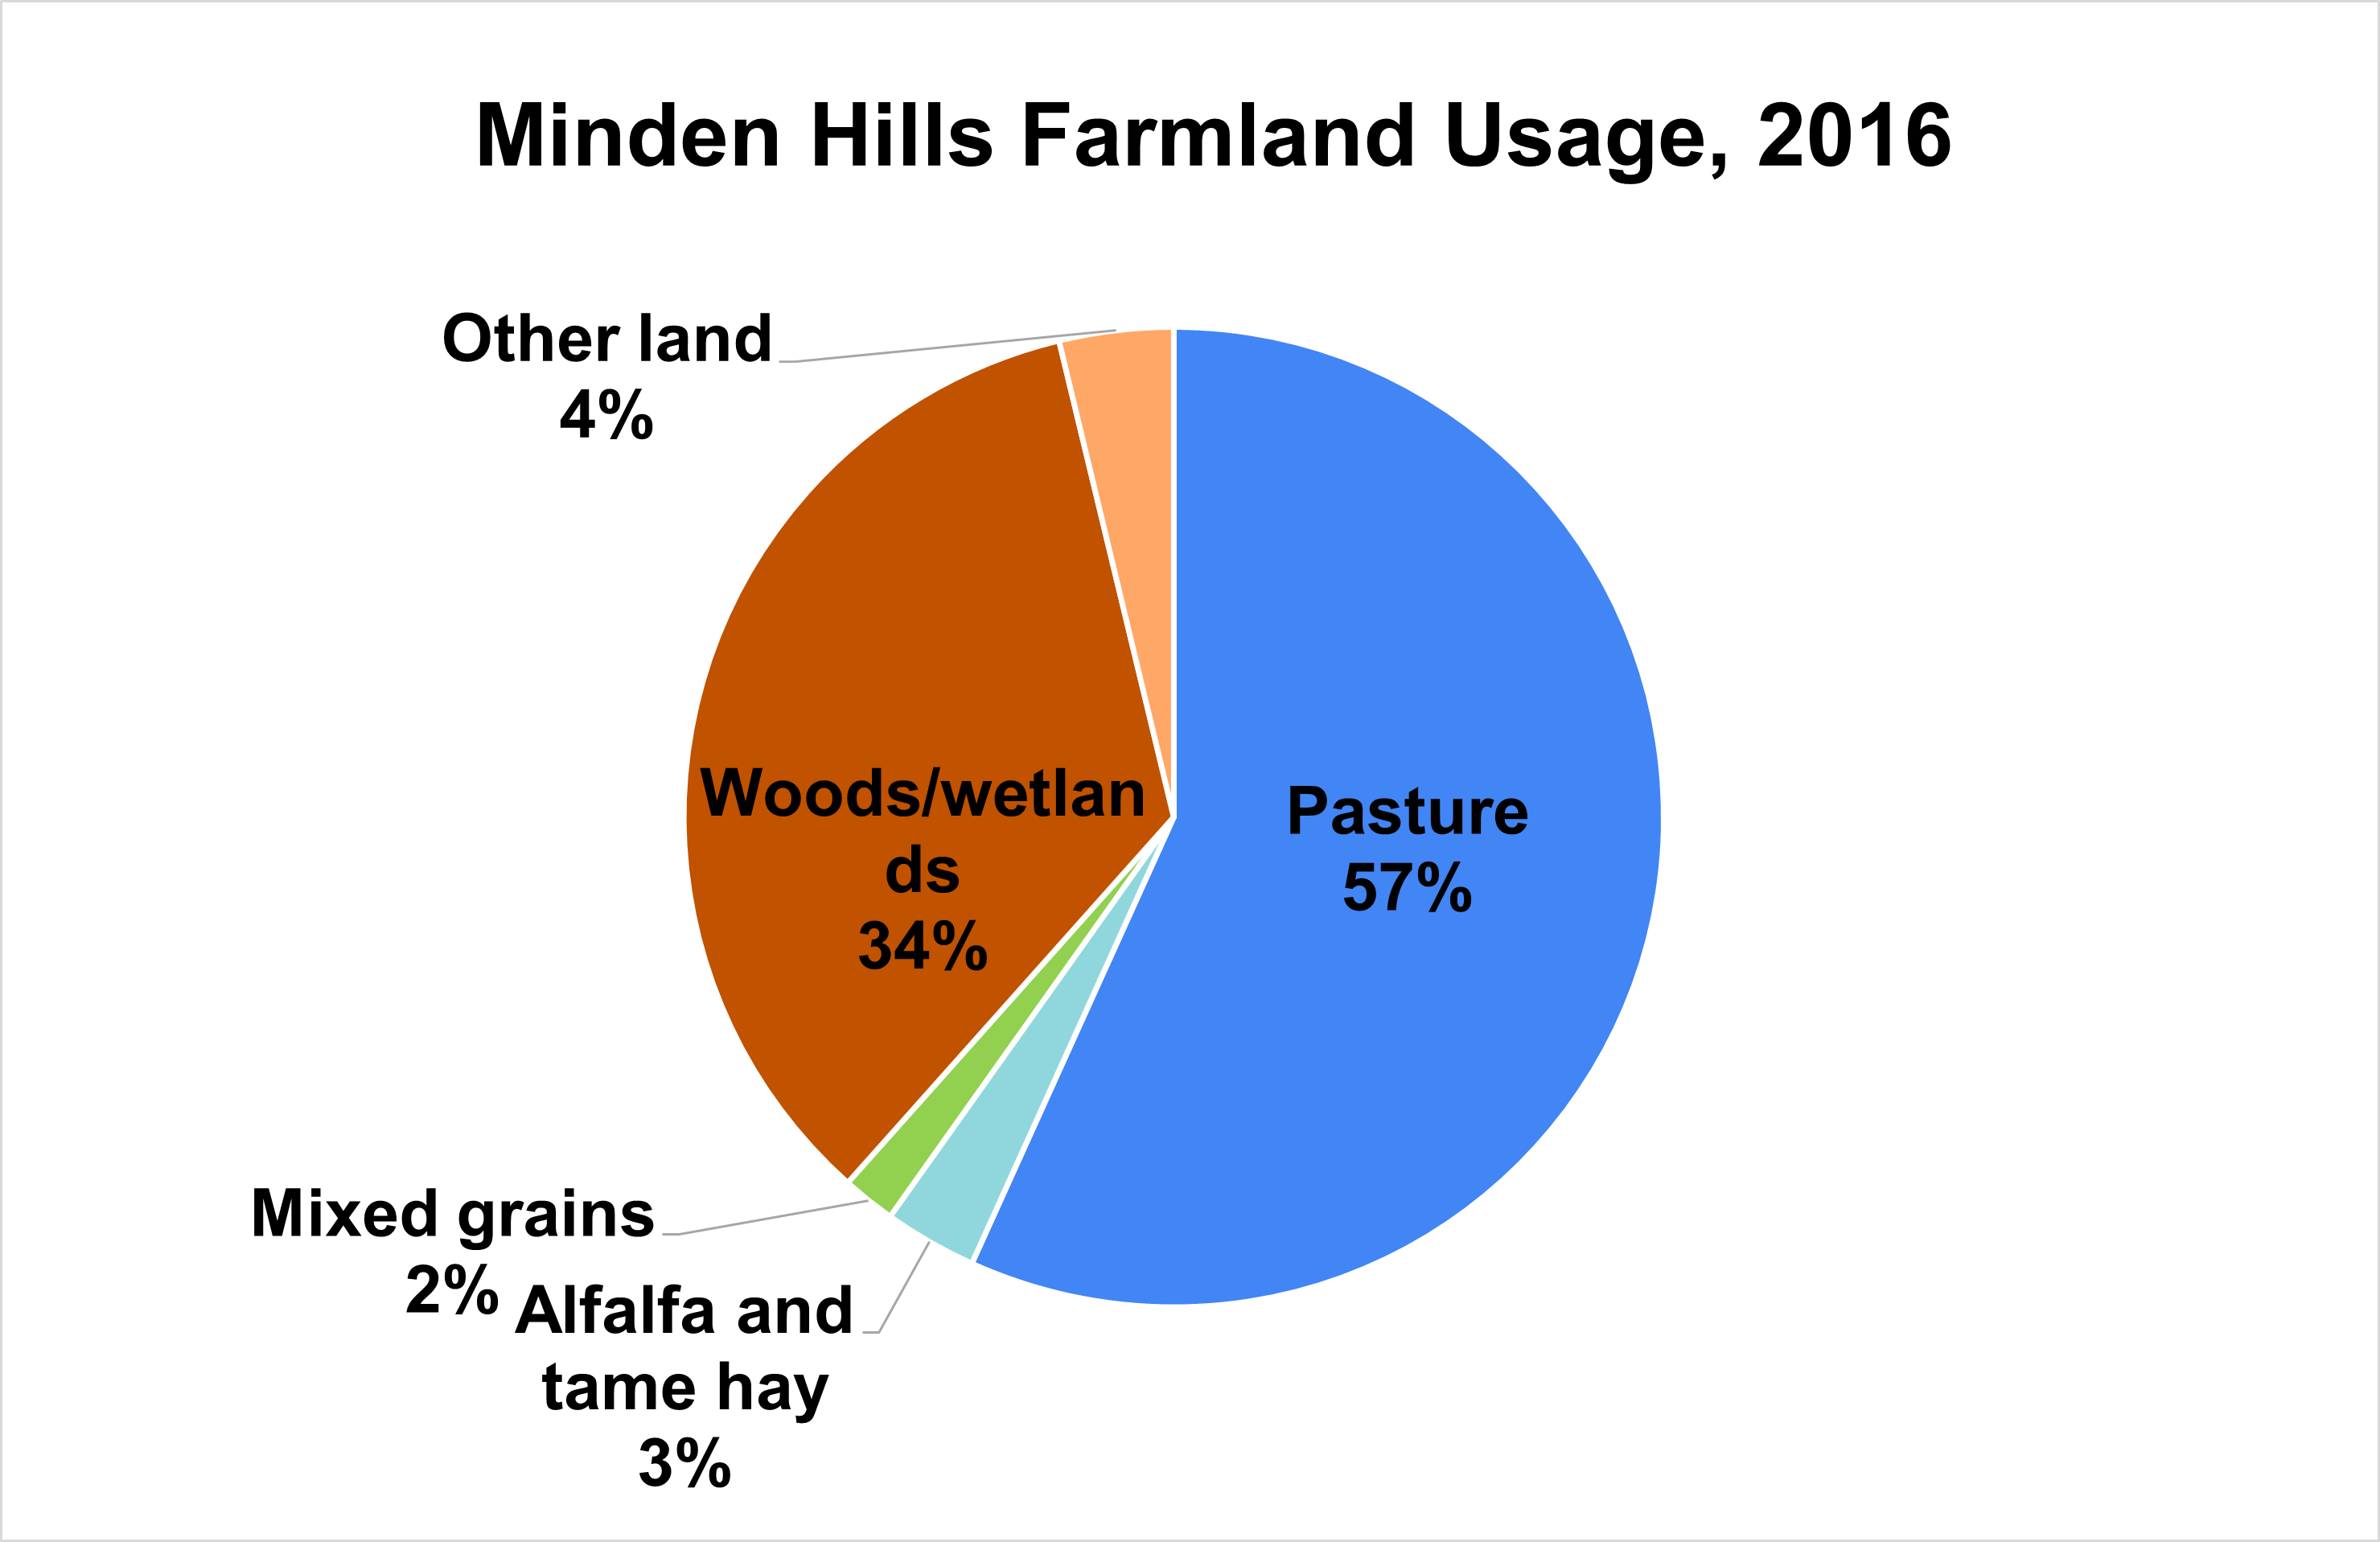 Minden Hills Farmland Usage, 2016
Other land
4%
Woods/wetlan
ds
34%
Pasture
57%
Mixed grains
2%
Alfalfa and
tame hay
3%